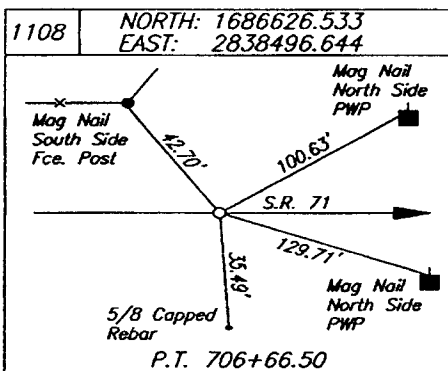 1108
NORTH: 1686626.533
EAST: 2838496.644
Mag Nail
North Side
PWP
Mag Nail
South Side
Fce. Post
42.70'
100.63'
S.R. 71
129.71'
35.49'
Mag Nail
North Side
PWP
5/8 Capped
Rebar
P.T. 706+66.50